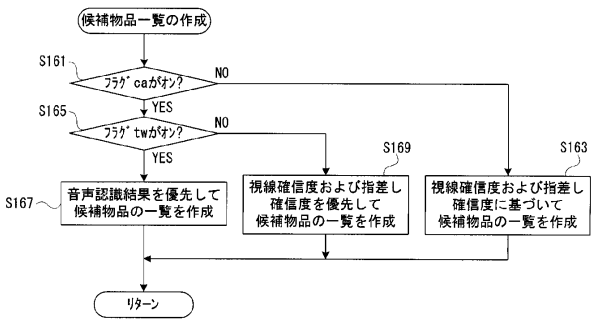 候補物品一覧の作成
S161
ﾌﾗｸﾞcaがｵﾝ?
NO
YES
S165
ﾌﾗｸﾞtwがｵﾝ?
NO
YES
S167
音声認識結果を優先して
候補物品の一覧を作成
S169
視線確信度および指差し
確信度を優先して
候補物品の一覧を作成
S163
視線確信度および指差し
確信度に基づいて
候補物品の一覧を作成
ﾘﾀｰﾝ